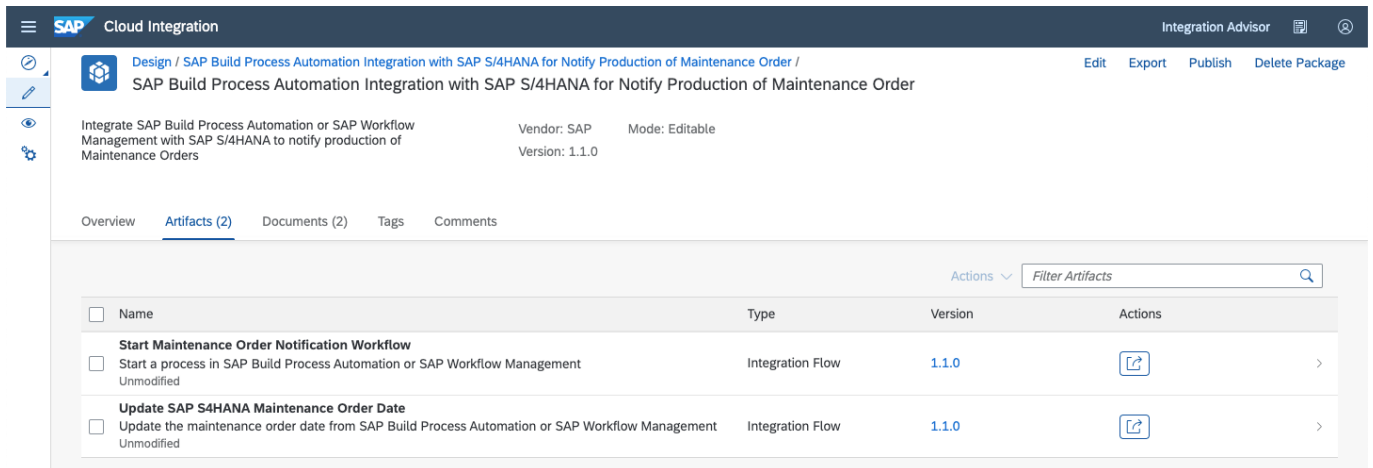 SAP Cloud Integration Integration Advisor
Design / SAP Build Process Automation Integration with SAP S/4HANA for Notify Production of Maintenance Order /
Edit Export Publish Delete Package
SAP Build Process Automation Integration with SAP S/4HANA for Notify Production of Maintenance Order
Integrate SAP Build Process Automation or SAP Workflow
Management with SAP S/4HANA to notify production of
Maintenance Orders
Vendor: SAP Mode: Editable
Version: 1.1.0
Overview Artifacts (2) Documents (2) Tags Comments
Actions Filter Artifacts
Name Type Version Actions
Start Maintenance Order Notification Workflow
Start a process in SAP Build Process Automation or SAP Workflow Management Integration Flow 1.1.0
Unmodified
Update SAP S4HANA Maintenance Order Date
Update the maintenance order date from SAP Build Process Automation or SAP Workflow Management Integration Flow 1.1.0
Unmodified